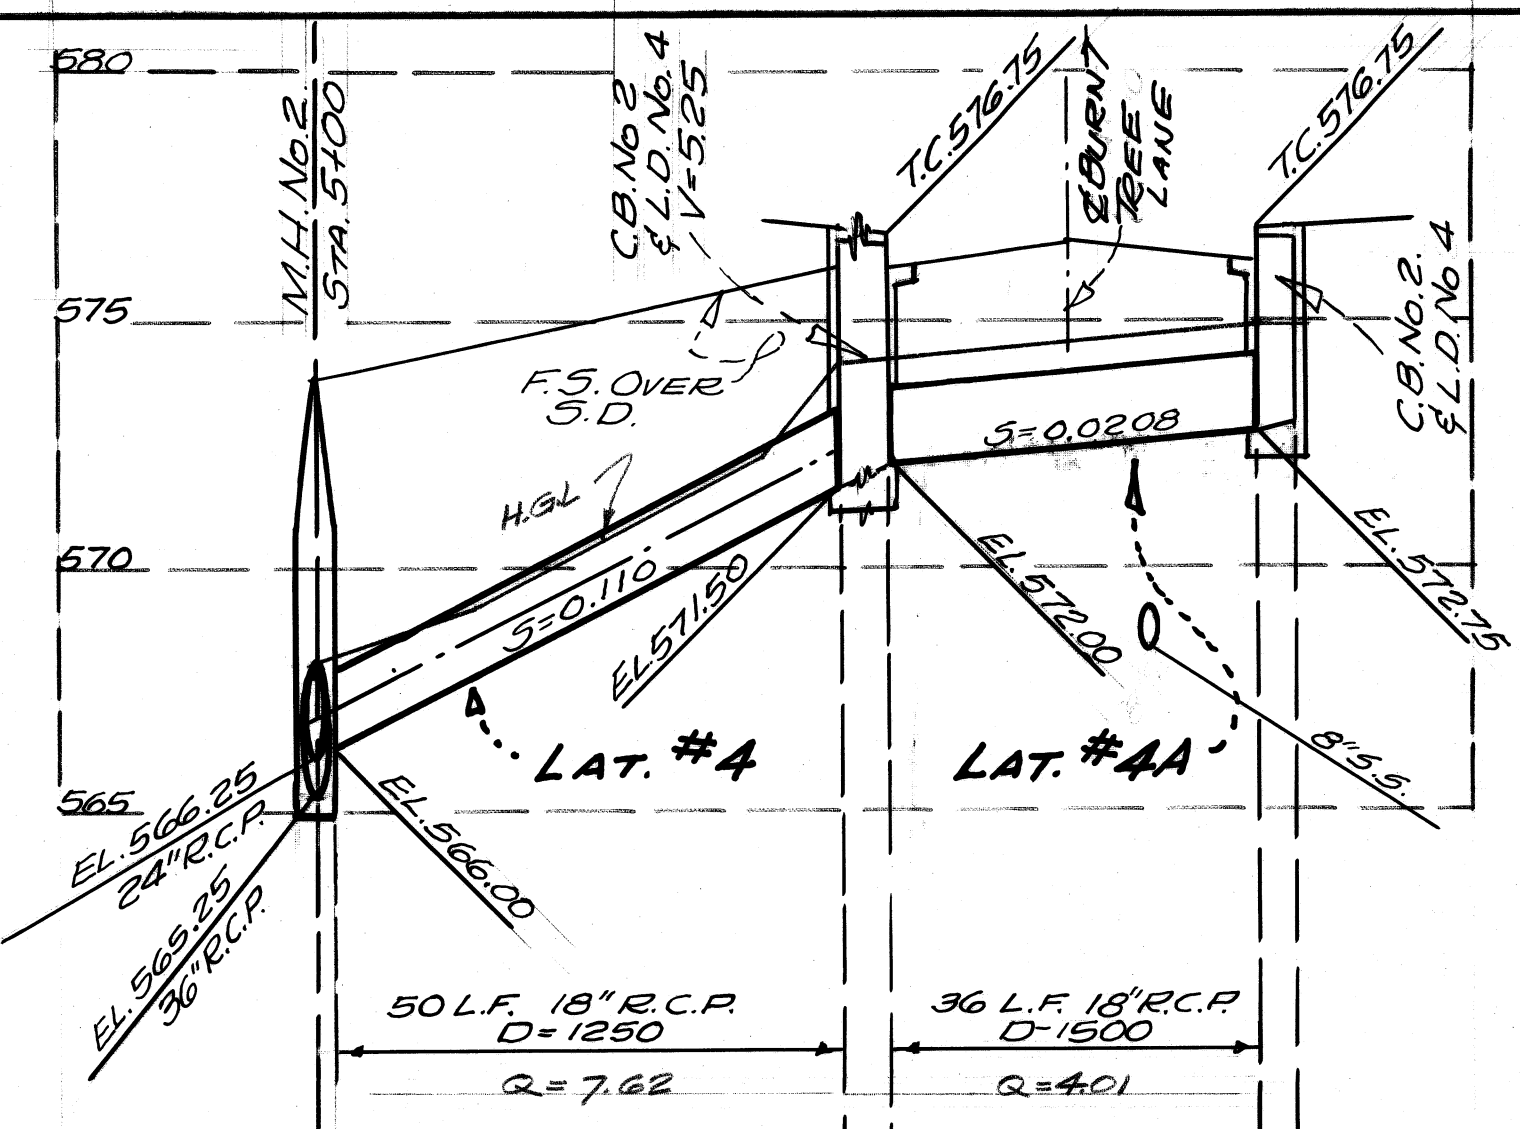 580
575
570
565
M.H. No. 2
STA. 5+00
C.B. No 2
& L.D. No. 4
V=5.25
T.C. 576.75
℄ BURNT
TREE
LANE
T.C. 576.75
C.B. No. 2.
& L.D. No 4
F.S. OVER
S.D.
H.G.L
S=0.110
S=0.0208
EL. 571.50
EL. 572.00
EL. 572.75
LAT. #4
LAT. #4A
8" S.S.
EL. 566.25
24" R.C.P.
EL. 565.25
36" R.C.P.
EL. 566.00
50 L.F. 18" R.C.P.
D=1250
Q=7.62
36 L.F. 18" R.C.P.
D-1500
Q=4.01